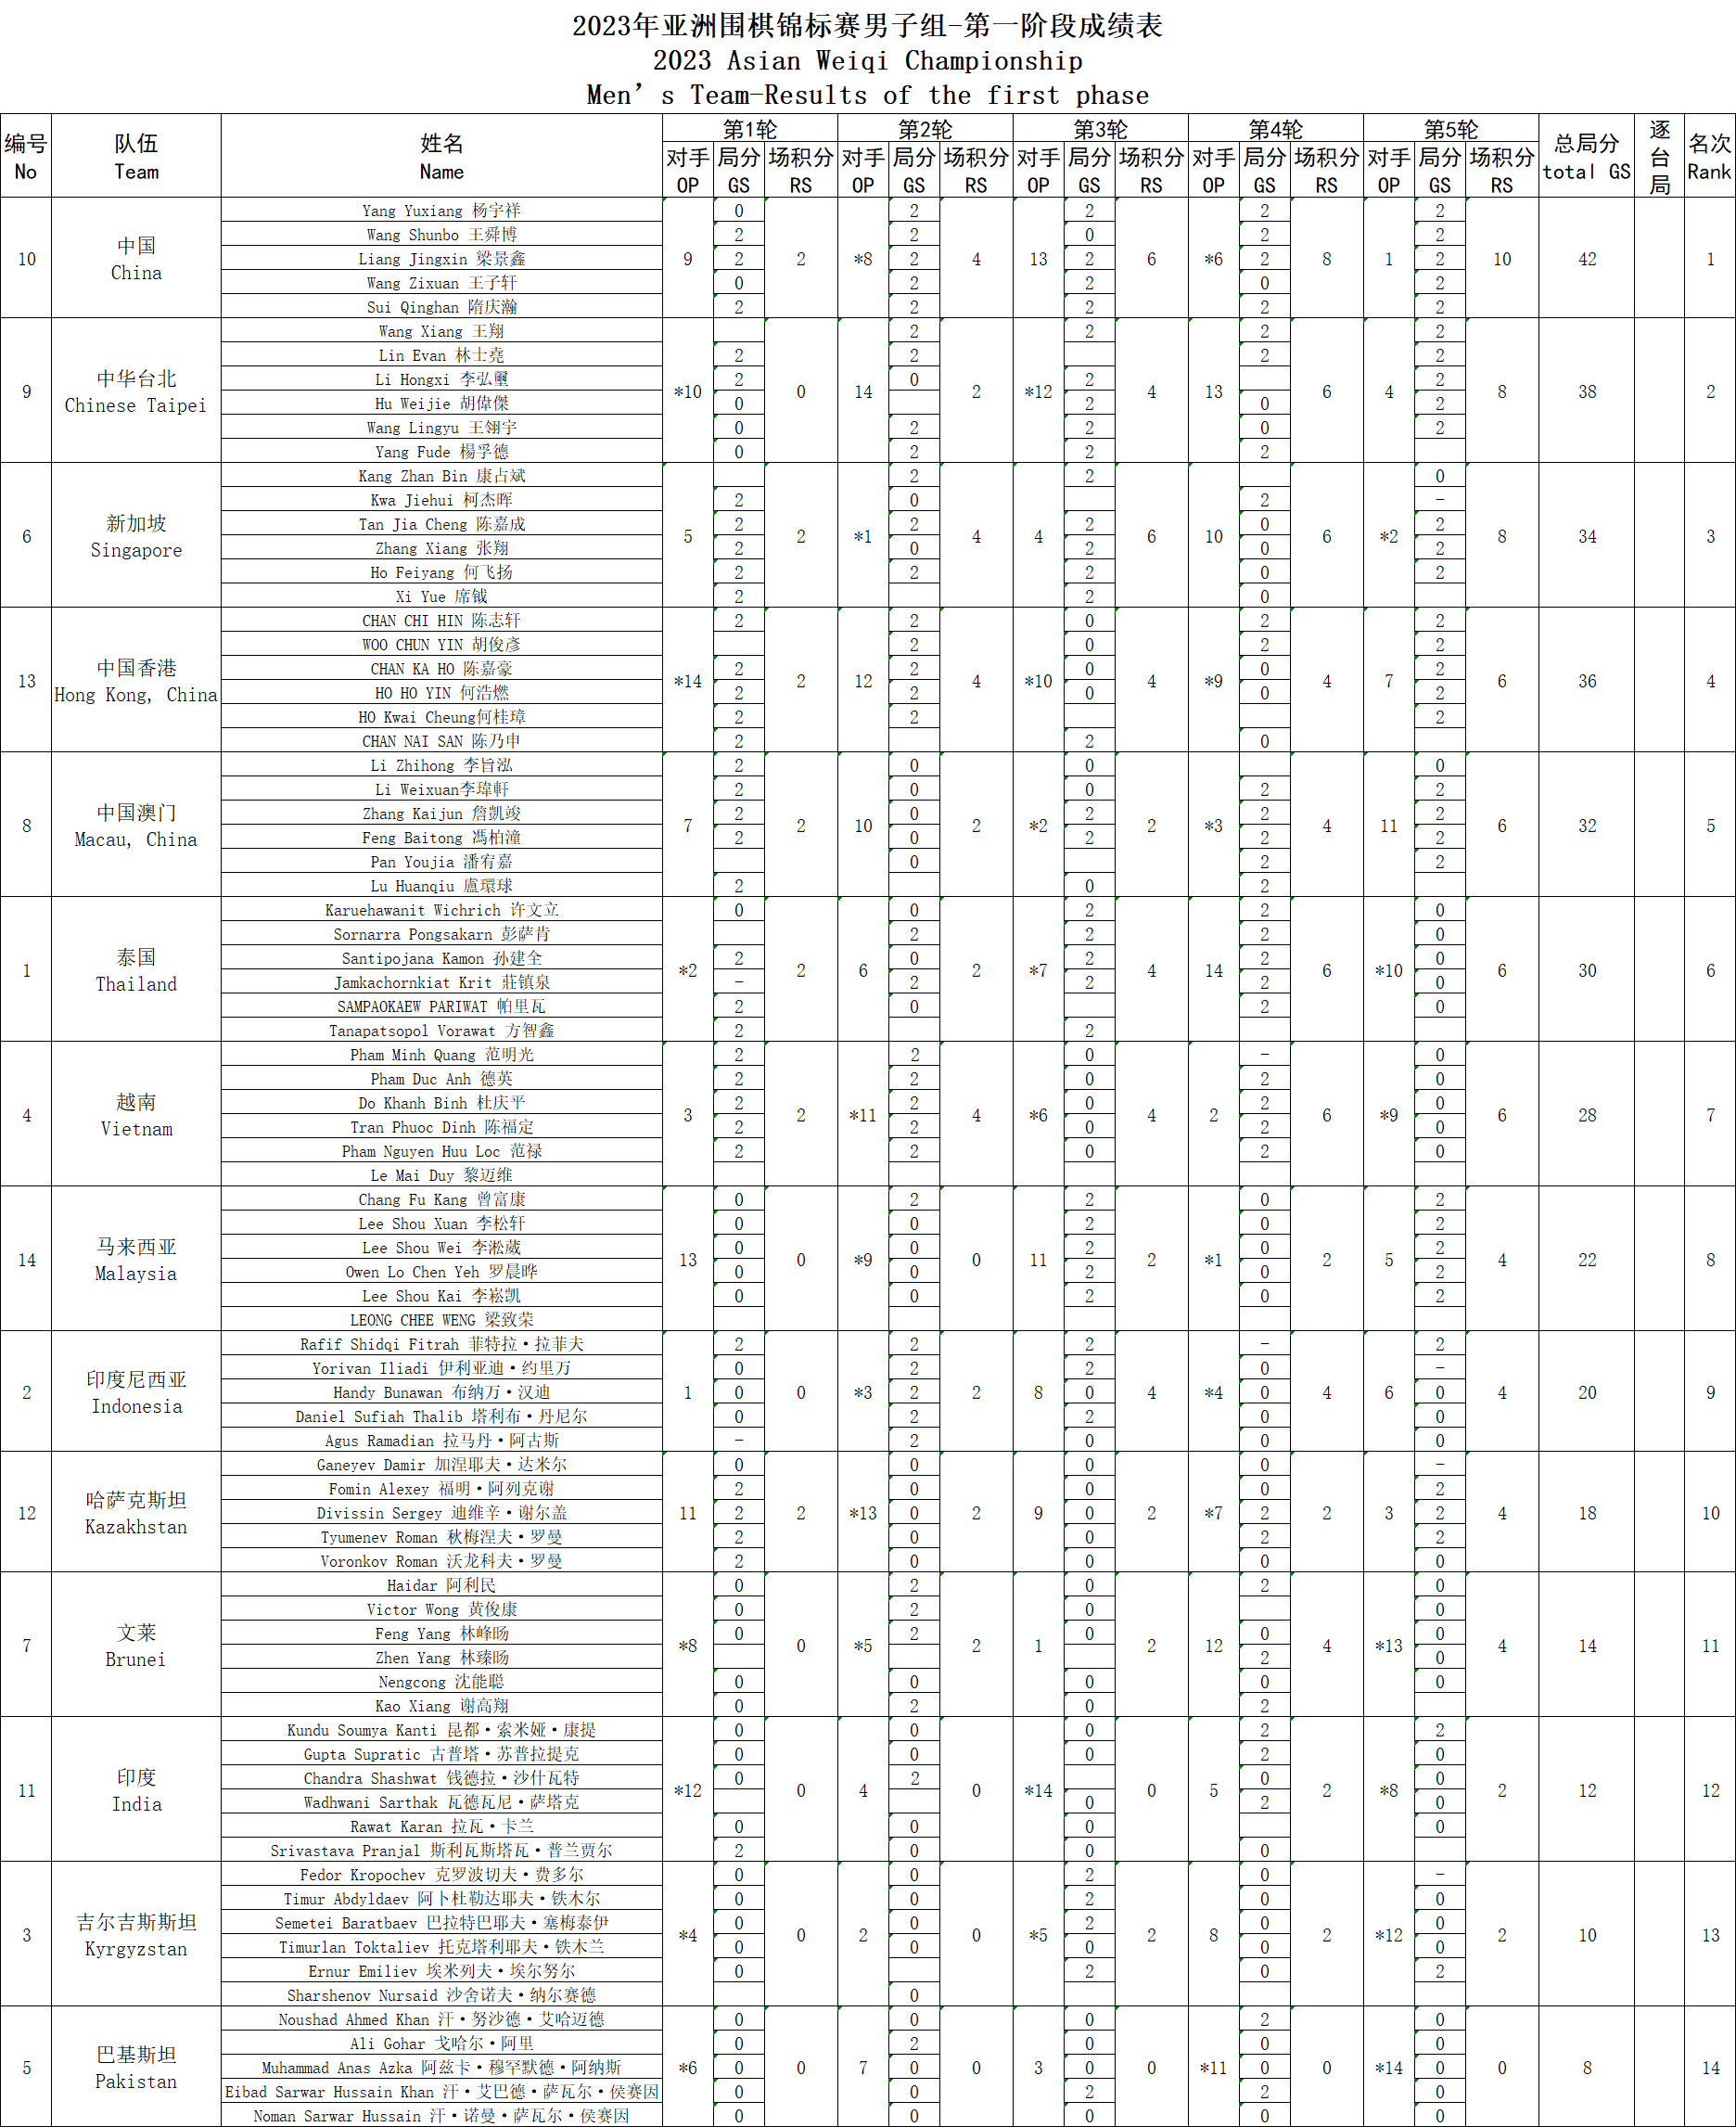 2023年亚洲围棋锦标赛男子组-第一阶段成绩表
2023 Asian Weiqi Championship
Men’s Team-Results of the first phase
编号 No 队伍 Team 姓名 Name 第1轮 第2轮 第3轮 第4轮 第5轮 总局分 total GS 逐台局 名次 Rank
对手 局分 场积分 对手 局分 场积分 对手 局分 场积分 对手 局分 场积分 对手 局分 场积分
OP GS RS OP GS RS OP GS RS OP GS RS OP GS RS
10 中国 China 9 2 *8 4 13 6 *6 8 1 10 42 1
Yang Yuxiang 杨宇祥 0 2 2 2 2
Wang Shunbo 王舜博 2 2 0 2 2
Liang Jingxin 梁景鑫 2 2 2 2 2
Wang Zixuan 王子轩 0 2 2 0 2
Sui Qinghan 隋庆瀚 2 2 2 2 2
9 中华台北 Chinese Taipei *10 0 14 2 *12 4 13 6 4 8 38 2
Wang Xiang 王翔 2 2 2 2
Lin Evan 林士堯 2 2 2 2
Li Hongxi 李弘璽 2 0 2 2
Hu Weijie 胡偉傑 0 2 0 2
Wang Lingyu 王翎宇 0 2 2 0 2
Yang Fude 楊孚德 0 2 2 2
6 新加坡 Singapore 5 2 *1 4 4 6 10 6 *2 8 34 3
Kang Zhan Bin 康占斌 2 2 0
Kwa Jiehui 柯杰晖 2 0 2 -
Tan Jia Cheng 陈嘉成 2 2 2 0 2
Zhang Xiang 张翔 2 0 2 0 2
Ho Feiyang 何飞扬 2 2 2 0 2
Xi Yue 席钺 2 2 0
13 中国香港 Hong Kong, China *14 2 12 4 *10 4 *9 4 7 6 36 4
CHAN CHI HIN 陈志轩 2 2 0 2 2
WOO CHUN YIN 胡俊彥 2 0 2 2
CHAN KA HO 陈嘉豪 2 2 0 0 2
HO HO YIN 何浩燃 2 2 0 0 2
HO Kwai Cheung何桂璋 2 2 2
CHAN NAI SAN 陈乃申 2 2 0
8 中国澳门 Macau, China 7 2 10 2 *2 2 *3 4 11 6 32 5
Li Zhihong 李旨泓 2 0 0 0
Li Weixuan李瑋軒 2 0 0 2 2
Zhang Kaijun 詹凯竣 2 0 2 2 2
Feng Baitong 馮柏潼 2 0 2 2 2
Pan Youjia 潘宥嘉 0 2 2
Lu Huanqiu 盧環球 2 0 2
1 泰国 Thailand *2 2 6 2 *7 4 14 6 *10 6 30 6
Karuehawanit Wichrich 许文立 0 0 2 2 0
Sornarra Pongsakarn 彭萨肯 2 2 2 0
Santipojana Kamon 孙建全 2 0 2 2 0
Jamkachornkiat Krit 莊镇泉 - 2 2 2 0
SAMPAOKAEW PARIWAT 帕里瓦 2 0 2 0
Tanapatsopol Vorawat 方智鑫 2 2
4 越南 Vietnam 3 2 *11 4 *6 4 2 6 *9 6 28 7
Pham Minh Quang 范明光 2 2 0 - 0
Pham Duc Anh 德英 2 2 0 2 0
Do Khanh Binh 杜庆平 2 2 0 2 0
Tran Phuoc Dinh 陈福定 2 2 0 2 0
Pham Nguyen Huu Loc 范禄 2 2 0 2 0
Le Mai Duy 黎迈维
14 马来西亚 Malaysia 13 0 *9 0 11 2 *1 2 5 4 22 8
Chang Fu Kang 曾富康 0 2 2 0 2
Lee Shou Xuan 李松轩 0 0 2 0 2
Lee Shou Wei 李淞葳 0 0 2 0 2
Owen Lo Chen Yeh 罗晨晔 0 0 2 0 2
Lee Shou Kai 李崧凯 0 0 2 0 2
LEONG CHEE WENG 梁致荣
2 印度尼西亚 Indonesia 1 0 *3 2 8 4 *4 4 6 4 20 9
Rafif Shidqi Fitrah 菲特拉·拉菲夫 2 2 2 - 2
Yorivan Iliadi 伊利亚迪·约里万 0 2 2 0 -
Handy Bunawan 布纳万·汉迪 0 2 0 0 0
Daniel Sufiah Thalib 塔利布·丹尼尔 0 2 2 0 0
Agus Ramadian 拉马丹·阿古斯 - 2 0 0 0
12 哈萨克斯坦 Kazakhstan 11 2 *13 2 9 2 *7 2 3 4 18 10
Ganeyev Damir 加涅耶夫·达米尔 0 0 0 0 -
Fomin Alexey 福明·阿列克谢 2 0 0 0 2
Divissin Sergey 迪维辛·谢尔盖 2 0 0 2 2
Tyumenev Roman 秋梅涅夫·罗曼 2 0 0 2 2
Voronkov Roman 沃龙科夫·罗曼 2 0 0 0 0
7 文莱 Brunei *8 0 *5 2 1 2 12 4 *13 4 14 11
Haidar 阿利民 0 2 0 2 0
Victor Wong 黄俊康 0 2 0 0
Feng Yang 林峰旸 0 2 0 0 0
Zhen Yang 林臻旸 2 0
Nengcong 沈能聪 0 0 0 0 0
Kao Xiang 谢高翔 0 2 0 2
11 印度 India *12 0 4 0 *14 0 5 2 *8 2 12 12
Kundu Soumya Kanti 昆都·索米娅·康提 0 0 0 2 2
Gupta Supratic 古普塔·苏普拉提克 0 0 0 2 0
Chandra Shashwat 钱德拉·沙什瓦特 0 2 0 0
Wadhwani Sarthak 瓦德瓦尼·萨塔克 0 2 0
Rawat Karan 拉瓦·卡兰 0 0 0 0
Srivastava Pranjal 斯利瓦斯塔瓦·普兰贾尔 2 0 0 0
3 吉尔吉斯斯坦 Kyrgyzstan *4 0 2 0 *5 2 8 2 *12 2 10 13
Fedor Kropochev 克罗波切夫·费多尔 0 0 2 0 -
Timur Abdyldaev 阿卜杜勒达耶夫·铁木尔 0 0 2 0 0
Semetei Baratbaev 巴拉特巴耶夫·塞梅泰伊 0 0 2 0 0
Timurlan Toktaliev 托克塔利耶夫·铁木兰 0 0 0 0 0
Ernur Emiliev 埃米列夫·埃尔努尔 0 2 0 2
Sharshenov Nursaid 沙舍诺夫·纳尔赛德 0
5 巴基斯坦 Pakistan *6 0 7 0 3 0 *11 0 *14 0 8 14
Noushad Ahmed Khan 汗·努沙德·艾哈迈德 0 0 0 2 0
Ali Gohar 戈哈尔·阿里 0 2 0 0 0
Muhammad Anas Azka 阿兹卡·穆罕默德·阿纳斯 0 0 0 0 0
Eibad Sarwar Hussain Khan 汗·艾巴德·萨瓦尔·侯赛因 0 0 2 2 0
Noman Sarwar Hussain 汗·诺曼·萨瓦尔·侯赛因 0 0 0 0 0